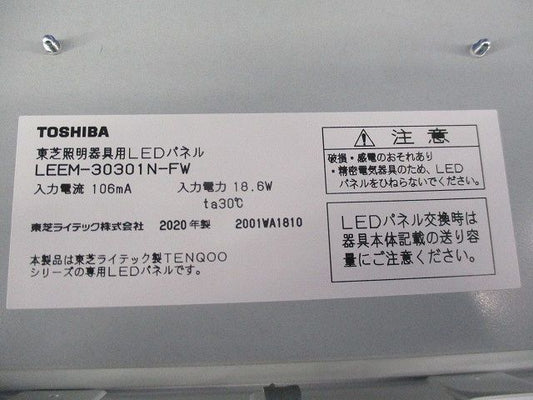 TOSHIBA
東芝照明器具用LEDパネル
LEEM-30301N-FW
入力電流 106mA 入力電力 18.6W
ta30℃
東芝ライテック株式会社 2020年製 2001WA1810
本製品は東芝ライテック製TENQOO
シリーズの専用LEDパネルです。
注意
破損・感電のおそれあり
・精密電気器具のため、LED
パネルをひねらないでください。
LEDパネル交換時は
器具本体記載の送り容
量にご注意ください。